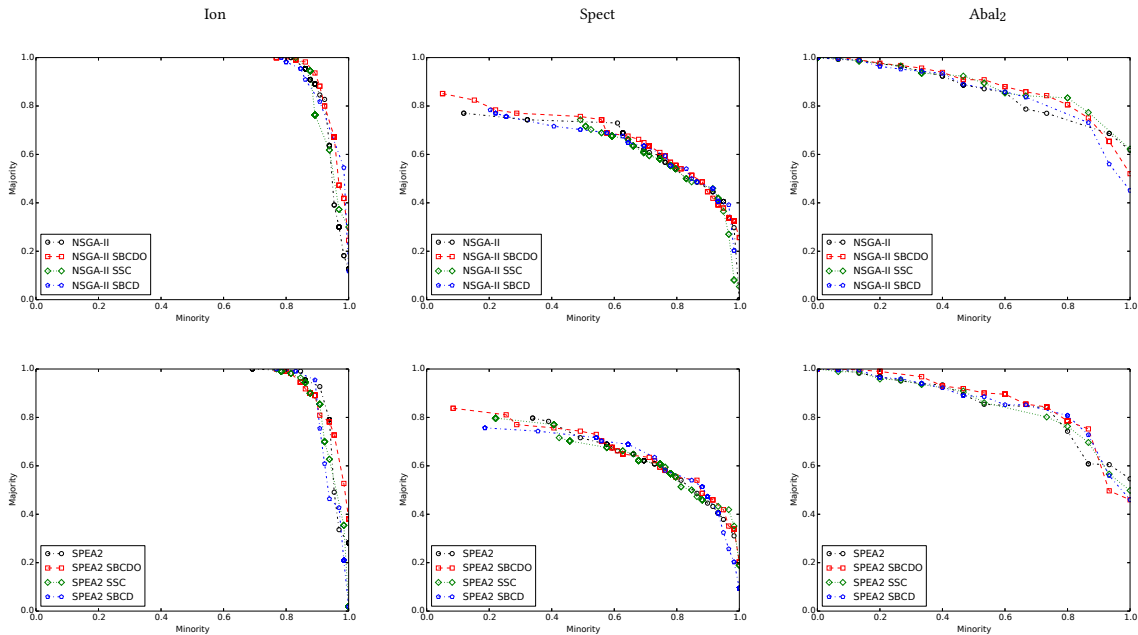 Ion
Spect
Abal2
1.0
0.8
0.6
0.4
0.2
0.0
Majority
NSGA-II
NSGA-II SBCDO
NSGA-II SSC
NSGA-II SBCD
0.0 0.2 0.4 0.6 0.8 1.0
Minority
1.0
0.8
0.6
0.4
0.2
0.0
Majority
NSGA-II
NSGA-II SBCDO
NSGA-II SSC
NSGA-II SBCD
0.0 0.2 0.4 0.6 0.8 1.0
Minority
1.0
0.8
0.6
0.4
0.2
0.0
Majority
NSGA-II
NSGA-II SBCDO
NSGA-II SSC
NSGA-II SBCD
0.0 0.2 0.4 0.6 0.8 1.0
Minority
1.0
0.8
0.6
0.4
0.2
0.0
Majority
SPEA2
SPEA2 SBCDO
SPEA2 SSC
SPEA2 SBCD
0.0 0.2 0.4 0.6 0.8 1.0
Minority
1.0
0.8
0.6
0.4
0.2
0.0
Majority
SPEA2
SPEA2 SBCDO
SPEA2 SSC
SPEA2 SBCD
0.0 0.2 0.4 0.6 0.8 1.0
Minority
1.0
0.8
0.6
0.4
0.2
0.0
Majority
SPEA2
SPEA2 SBCDO
SPEA2 SSC
SPEA2 SBCD
0.0 0.2 0.4 0.6 0.8 1.0
Minority